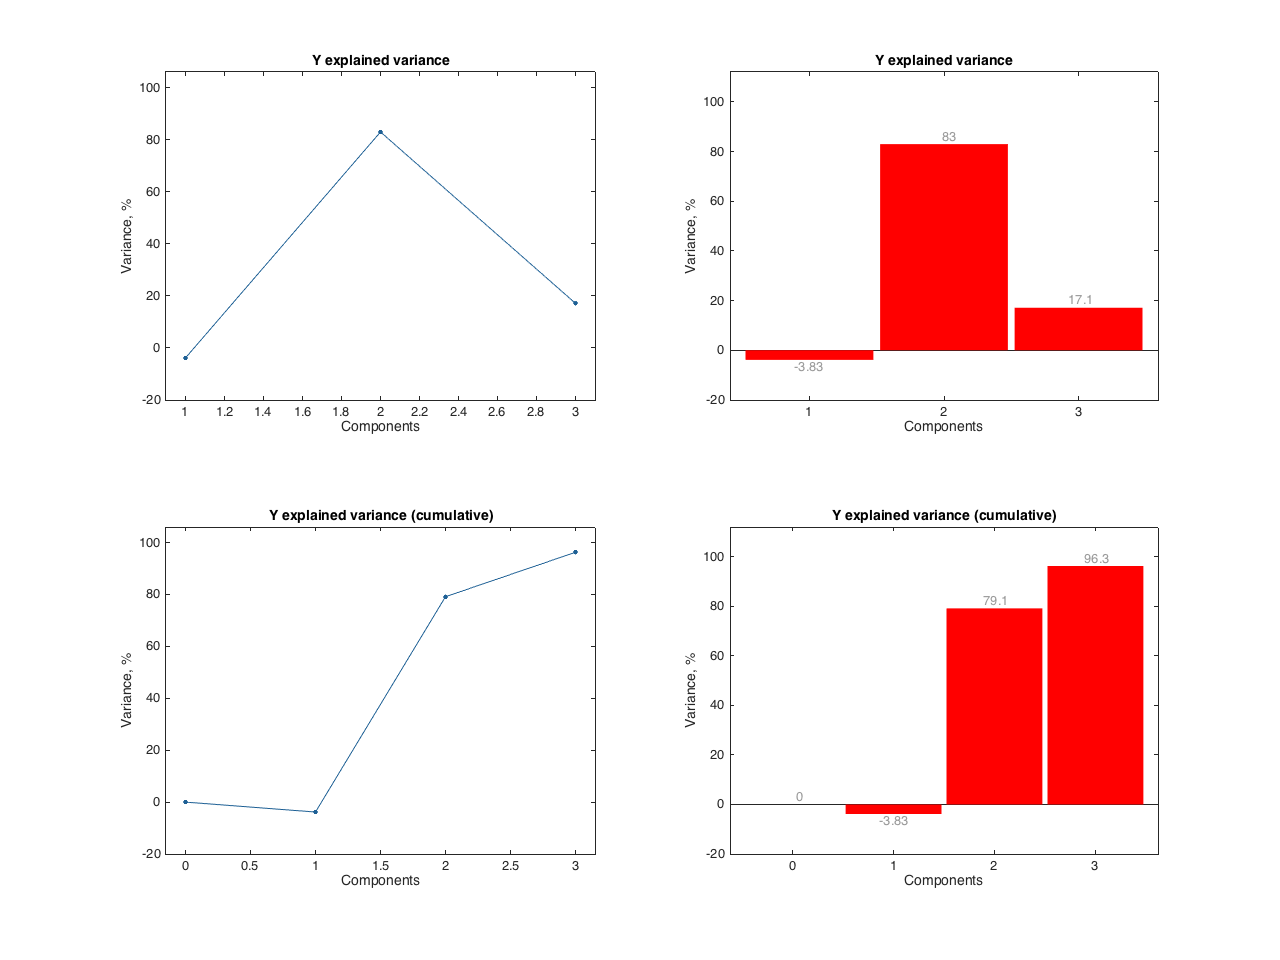 Y explained variance
100
80
60
40
20
0
-20
Variance, %
1 1.2 1.4 1.6 1.8 2 2.2 2.4 2.6 2.8 3
Components
Y explained variance
100
80
60
40
20
0
-20
Variance, %
83
17.1
-3.83
1 2 3
Components
Y explained variance (cumulative)
100
80
60
40
20
0
-20
Variance, %
0 0.5 1 1.5 2 2.5 3
Components
Y explained variance (cumulative)
100
80
60
40
20
0
-20
Variance, %
96.3
79.1
0
-3.83
0 1 2 3
Components